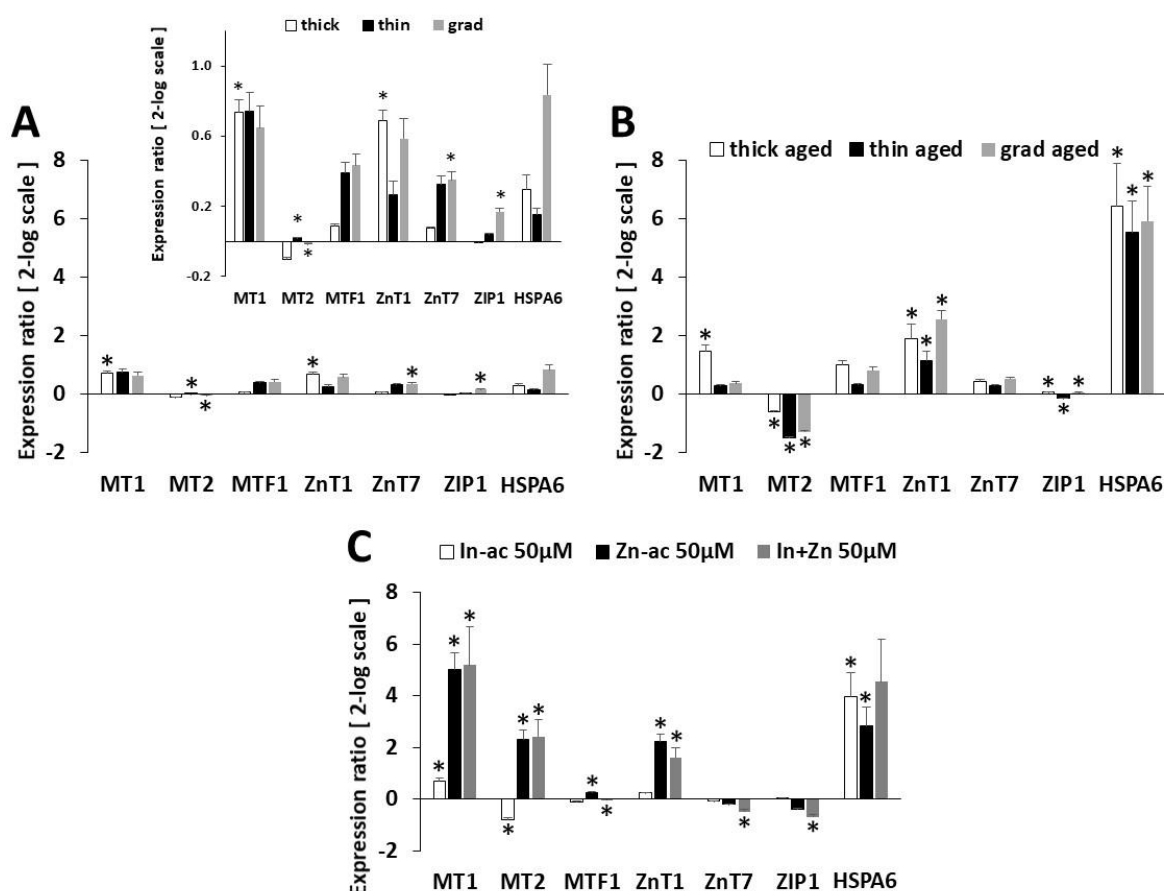 thick thin grad
Expression ratio [ 2-log scale ]
1.0
0.6
0.2
-0.2
* * * * * *
MT1 MT2 MTF1 ZnT1 ZnT7 ZIP1 HSPA6
A
Expression ratio [ 2-log scale ]
8
6
4
2
0
-2
* * * * * *
*
MT1 MT2 MTF1 ZnT1 ZnT7 ZIP1 HSPA6
B
thick aged thin aged grad aged
Expression ratio [ 2-log scale ]
8
6
4
2
0
-2
* * * * * * * * * * * * *
MT1 MT2 MTF1 ZnT1 ZnT7 ZIP1 HSPA6
C
In-ac 50µM Zn-ac 50µM In+Zn 50µM
Expression ratio [ 2-log scale ]
8
6
4
2
0
-2
* * * * * * * * * * * * * *
MT1 MT2 MTF1 ZnT1 ZnT7 ZIP1 HSPA6